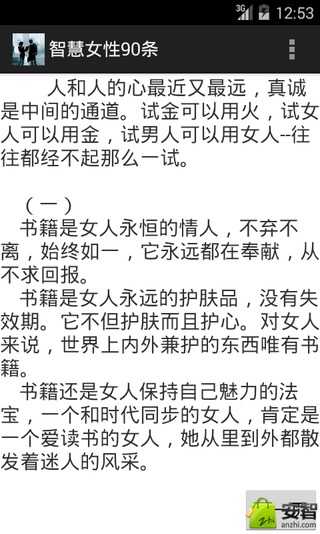 3G 12:53
智慧女性90条
人和人的心最近又最远，真诚
是中间的通道。试金可以用火，试女
人可以用金，试男人可以用女人--往
往都经不起那么一试。
（一）
书籍是女人永恒的情人，不弃不
离，始终如一，它永远都在奉献，从
不求回报。
书籍是女人永远的护肤品，没有失
效期。它不但护肤而且护心。对女人
来说，世界上内外兼护的东西唯有书
籍。
书籍还是女人保持自己魅力的法
宝，一个和时代同步的女人，肯定是
一个爱读书的女人，她从里到外都散
发着迷人的风采。
安智
anzhi.com